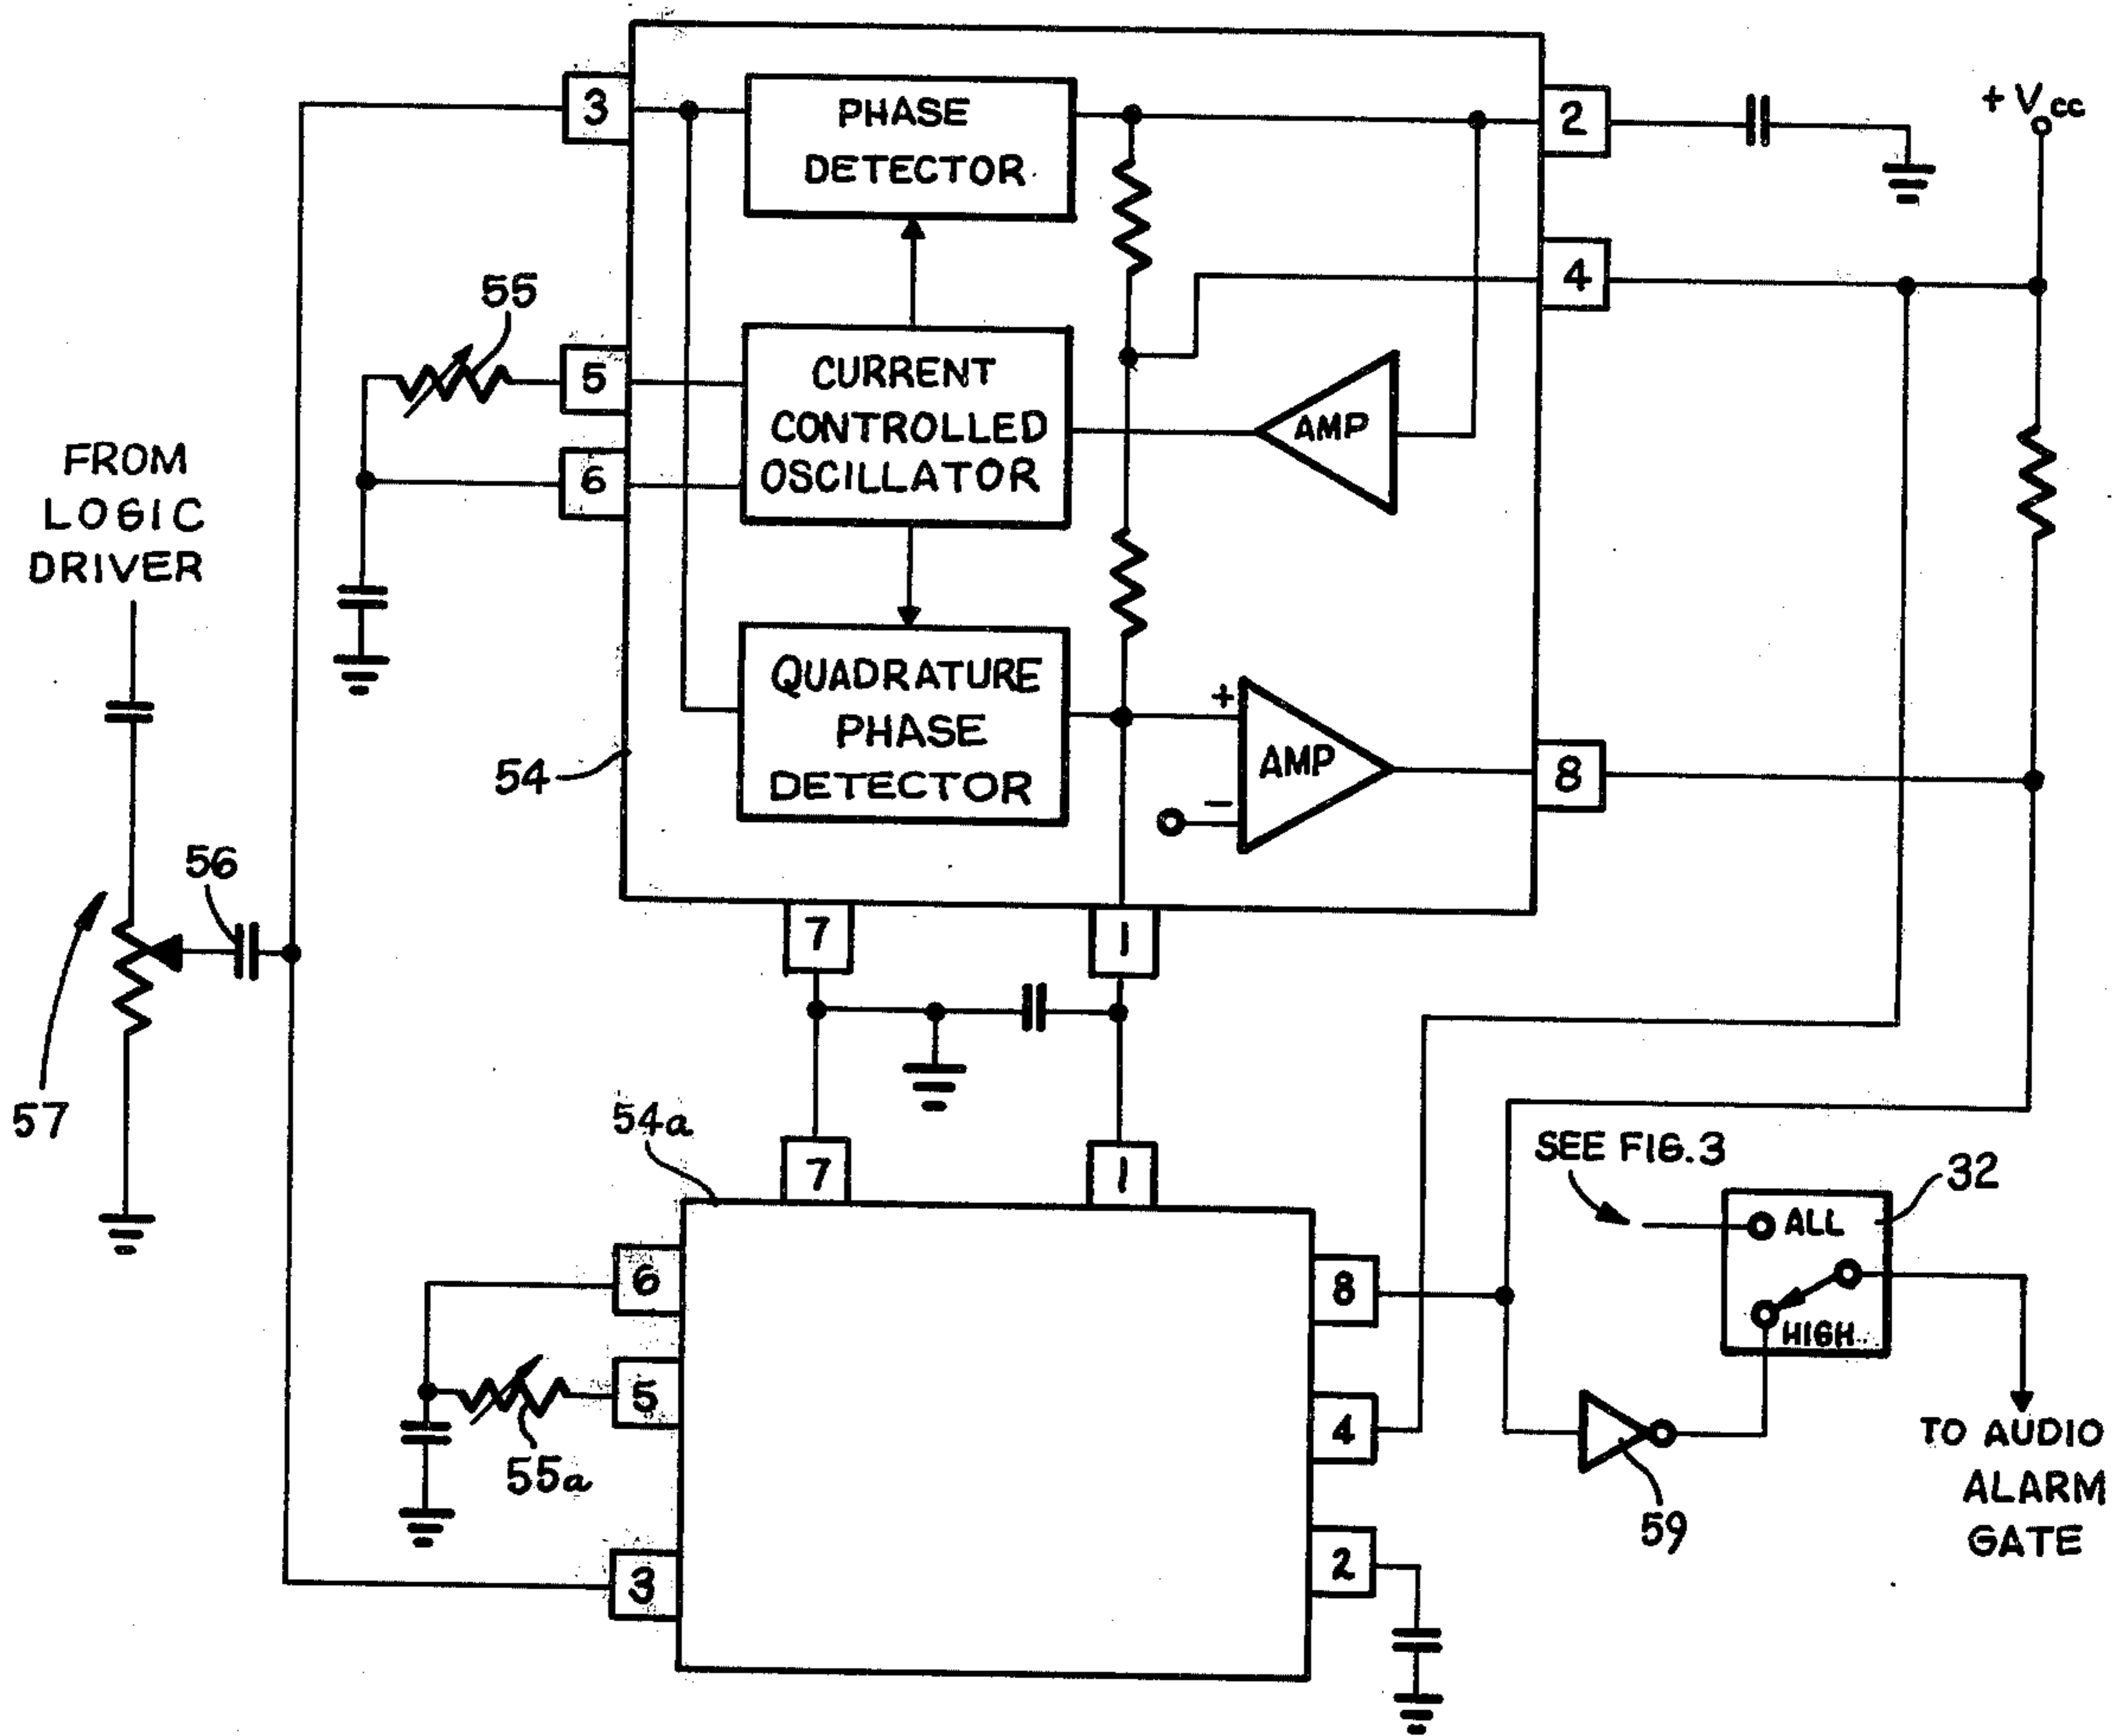 3
PHASE
DETECTOR
2
+ Vcc
4
55
5
CURRENT
CONTROLLED
OSCILLATOR
AMP
6
FROM
LOGIC
DRIVER
QUADRATURE
PHASE
DETECTOR
+
AMP
−
8
54
56
7
1
57
54a
7
1
SEE FIG.3
32
ALL
HIGH
6
8
5
4
55a
59
TO AUDIO
ALARM
GATE
3
2